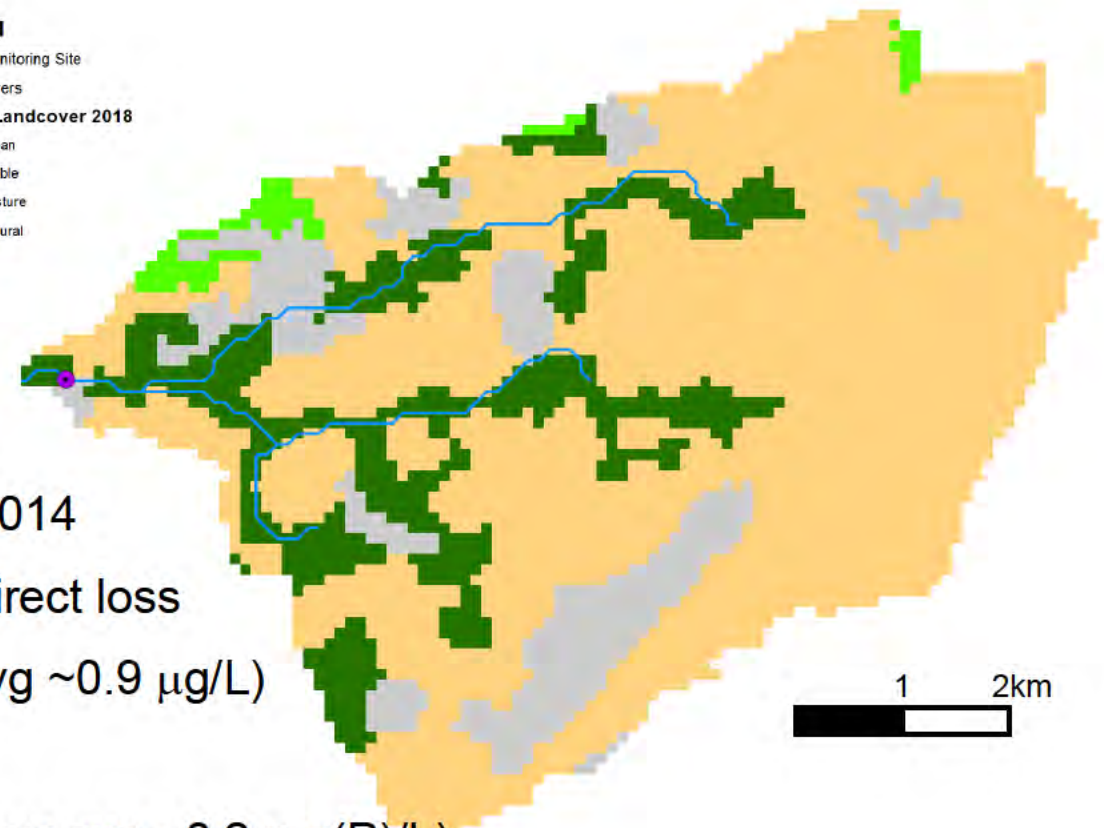 nitoring Site
ers
Landcover 2018
an
ble
sture
ural
014
irect loss
vg ~0.9 µg/L)
1 2km